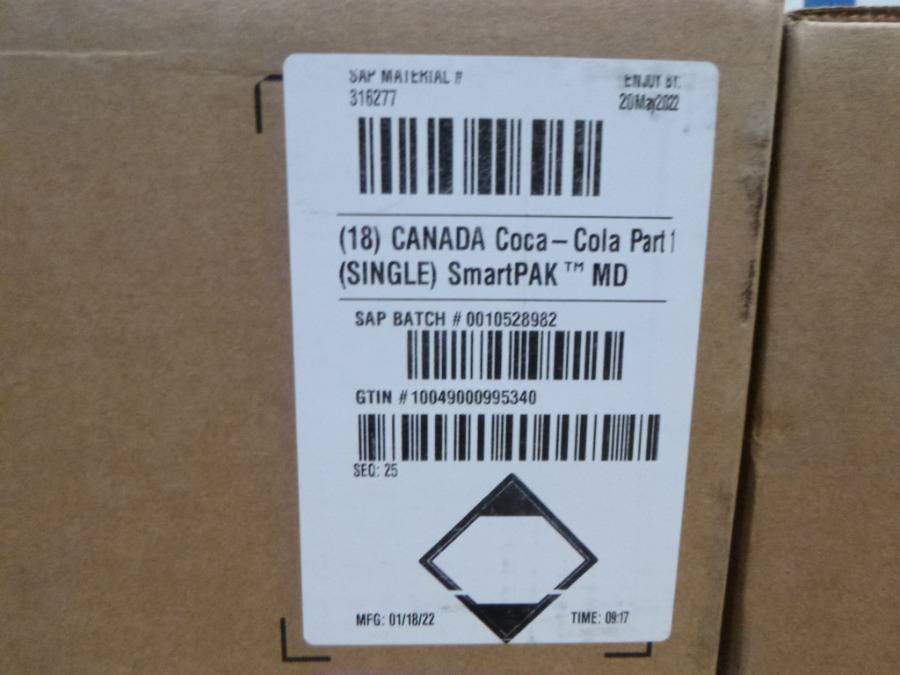 SAP MATERIAL #
316277
ENJOY BY:
20May2022
(18) CANADA Coca-Cola Part 1
(SINGLE) SmartPAK™ MD
SAP BATCH # 0010528982
GTIN # 10049000995340
SEQ: 25
MFG: 01/18/22
TIME: 09:17